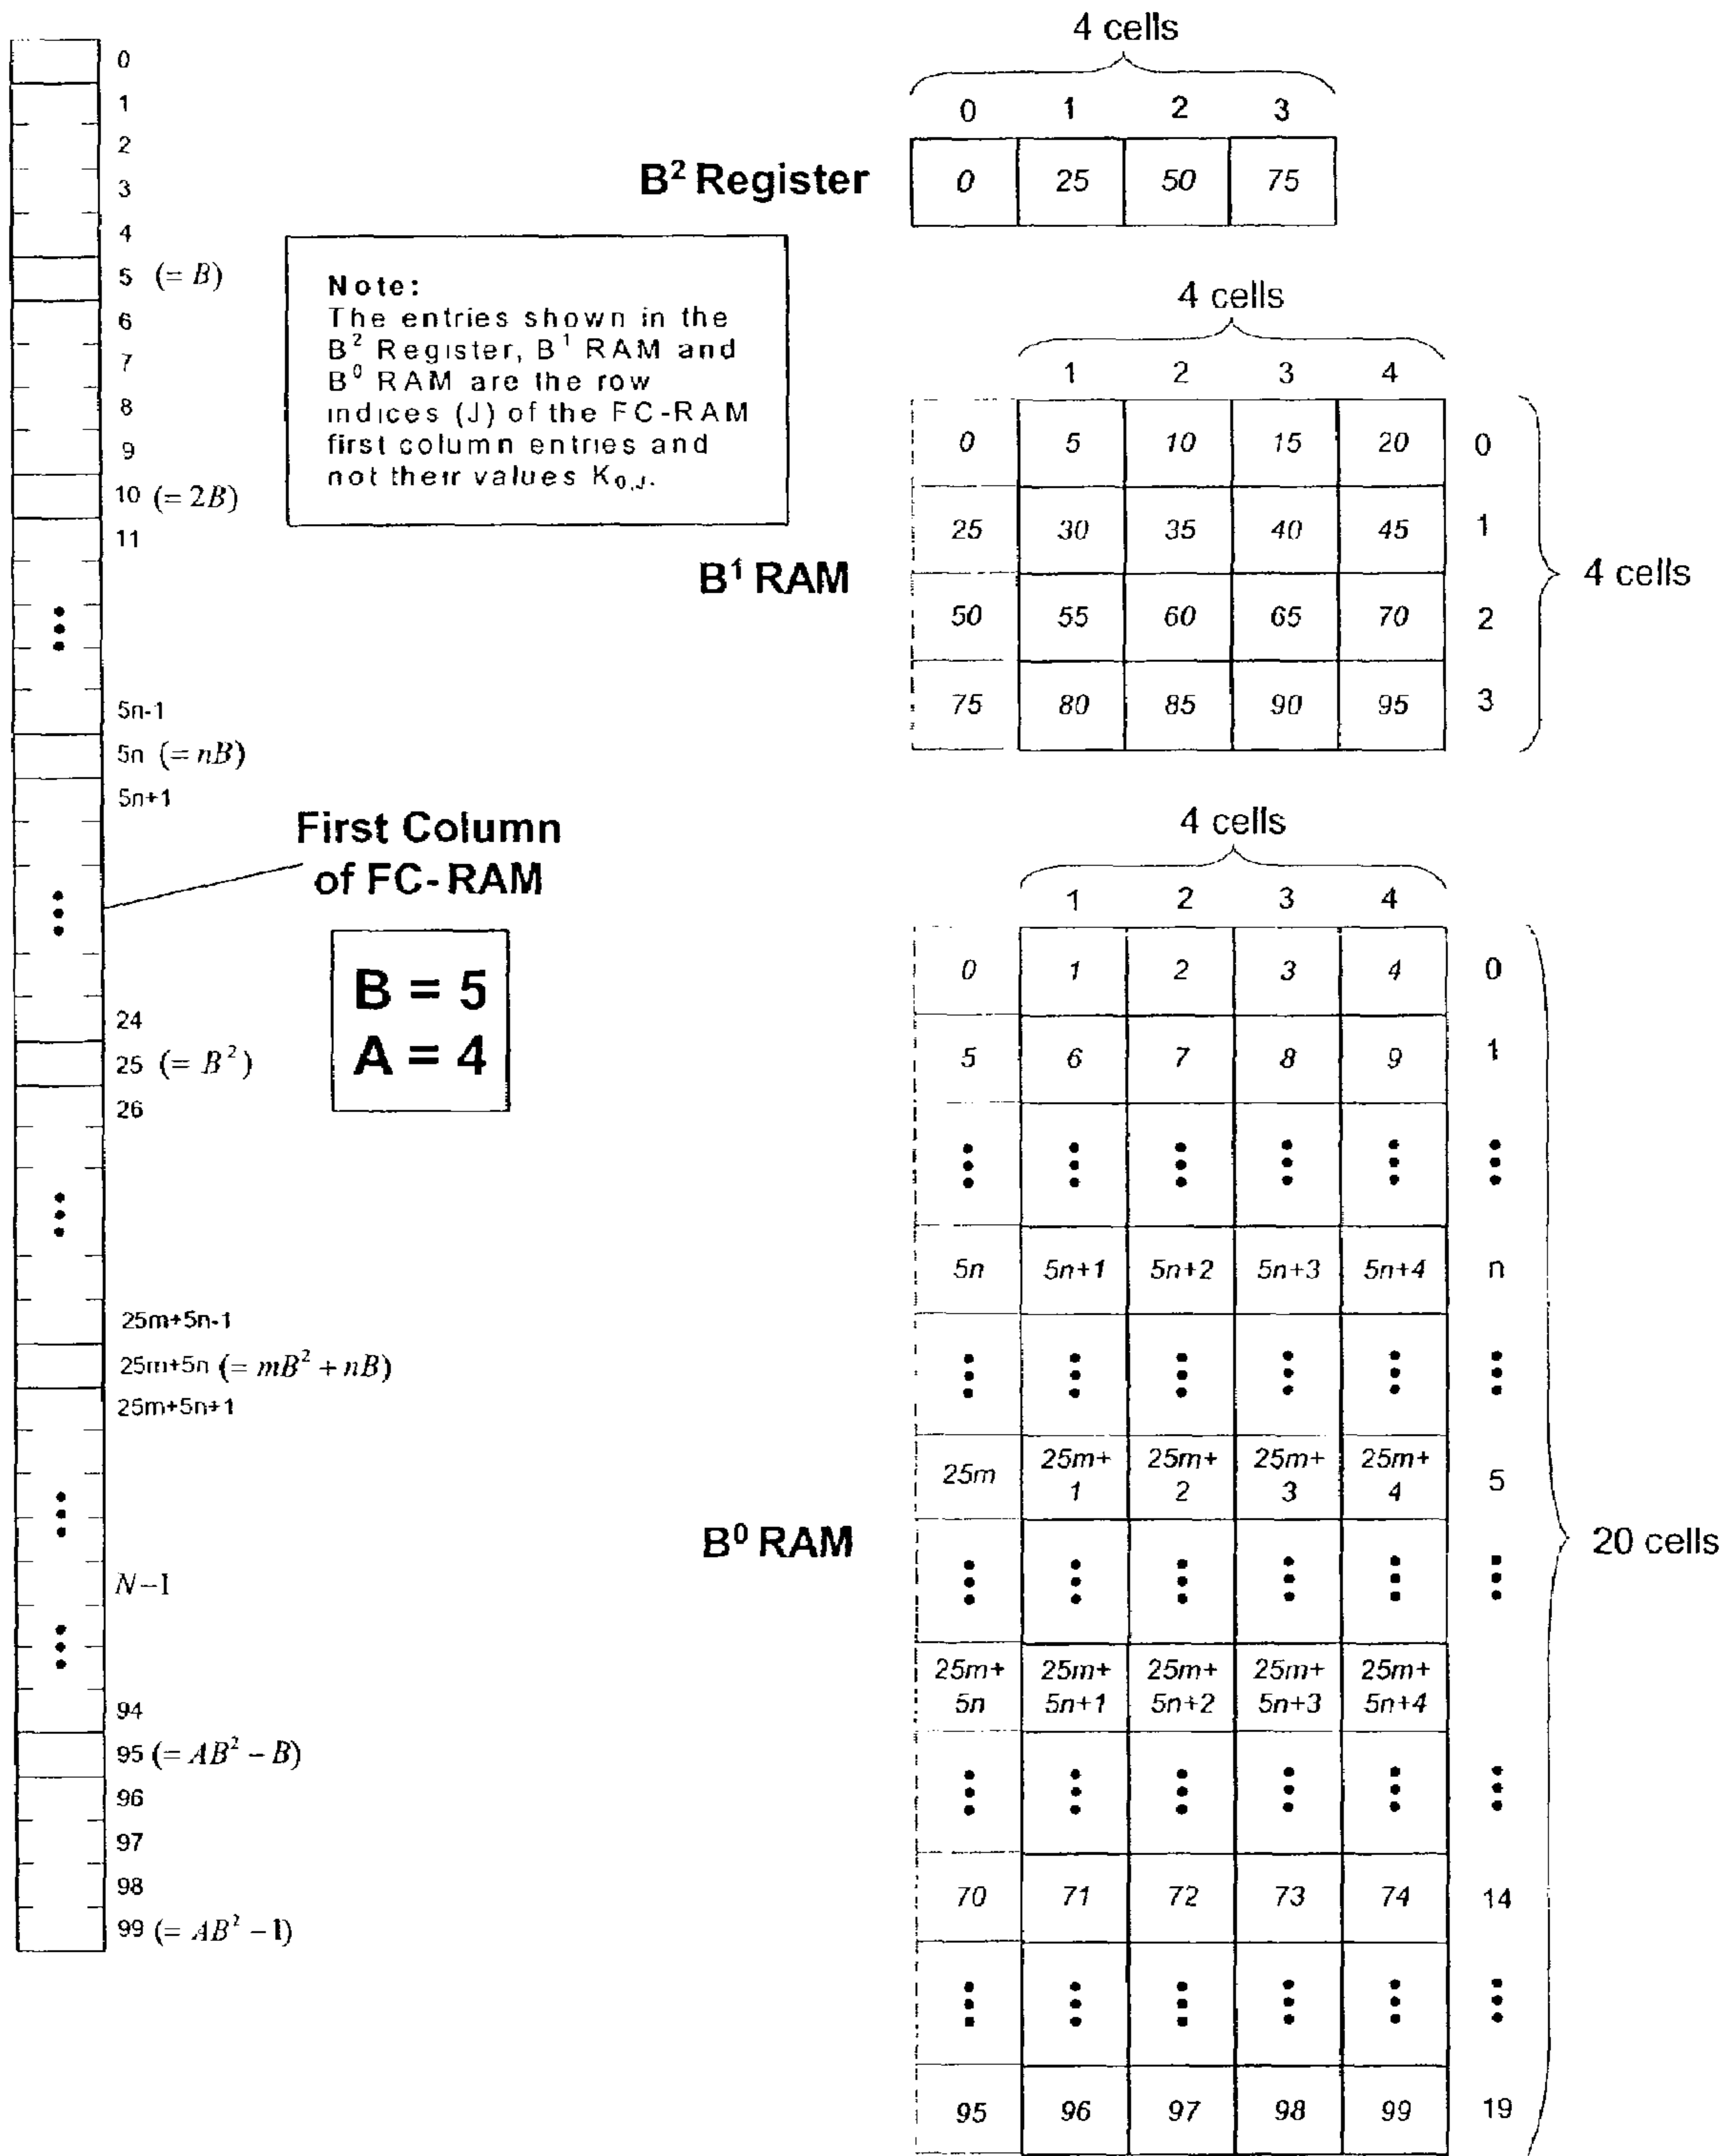 0
1
2
3
4
5 (= B)
6
7
8
9
10 (= 2B)
11
5n-1
5n (= nB)
5n+1
24
25 (= B²)
26
25m+5n-1
25m+5n (= mB² + nB)
25m+5n+1
N-1
94
95 (= AB² - B)
96
97
98
99 (= AB² - 1)
First Column
of FC-RAM
B = 5
A = 4
Note:
The entries shown in the
B² Register, B¹ RAM and
B⁰ RAM are the row
indices (J) of the FC-RAM
first column entries and
not their values K₀,J.
4 cells
0 1 2 3
B² Register
0 25 50 75
4 cells
1 2 3 4
0 5 10 15 20 0
25 30 35 40 45 1
B¹ RAM
4 cells
50 55 60 65 70 2
75 80 85 90 95 3
4 cells
1 2 3 4
0 1 2 3 4 0
5 6 7 8 9 1
5n 5n+1 5n+2 5n+3 5n+4 n
25m 25m+1 25m+2 25m+3 25m+4 5
B⁰ RAM
20 cells
25m+5n 25m+5n+1 25m+5n+2 25m+5n+3 25m+5n+4
70 71 72 73 74 14
95 96 97 98 99 19